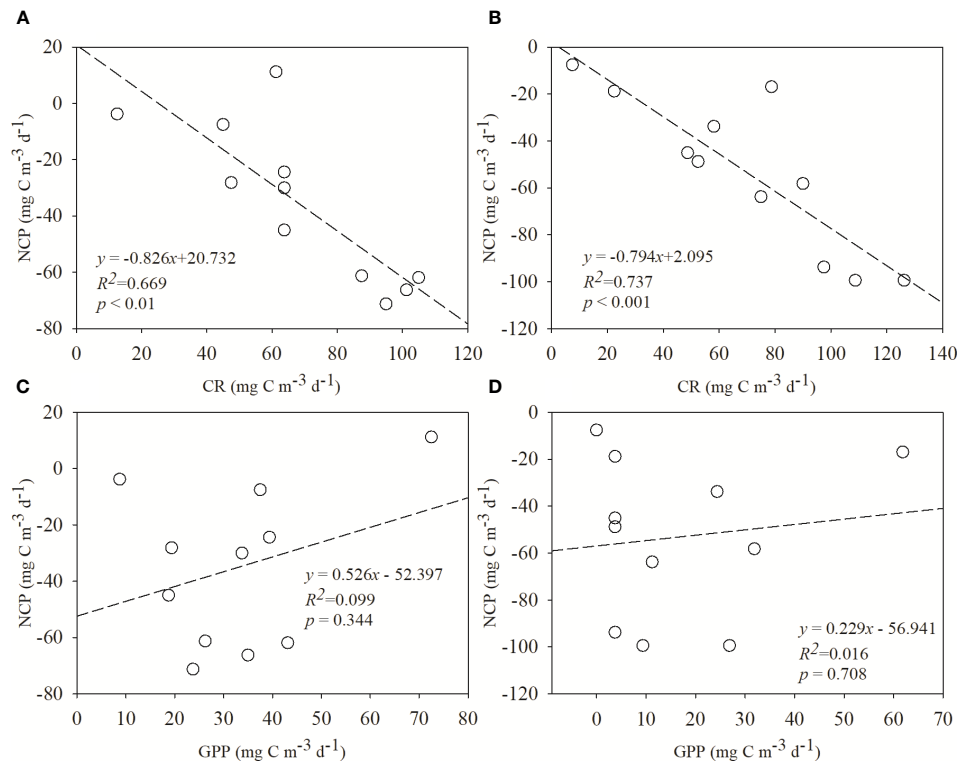 A
B
20
0
-20
-40
-60
-80
NCP (mg C m-3 d-1)
y = -0.826x+20.732
R2=0.669
p < 0.01
0 20 40 60 80 100 120
CR (mg C m-3 d-1)
0
-20
-40
-60
-80
-100
-120
NCP (mg C m-3 d-1)
y = -0.794x+2.095
R2=0.737
p < 0.001
0 20 40 60 80 100 120 140
CR (mg C m-3 d-1)
C
D
20
0
-20
-40
-60
-80
NCP (mg C m-3 d-1)
y = 0.526x - 52.397
R2=0.099
p = 0.344
0 10 20 30 40 50 60 70 80
GPP (mg C m-3 d-1)
0
-20
-40
-60
-80
-100
-120
NCP (mg C m-3 d-1)
y = 0.229x - 56.941
R2=0.016
p = 0.708
0 10 20 30 40 50 60 70
GPP (mg C m-3 d-1)